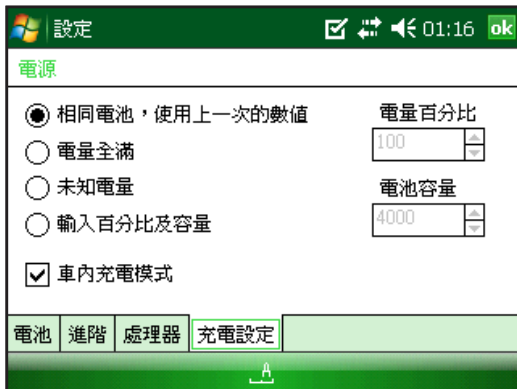 設定 01:16 ok
電源
相同電池，使用上一次的數值 電量百分比
電量全滿 100
未知電量 電池容量
輸入百分比及容量 4000
車內充電模式
電池 進階 處理器 充電設定
A